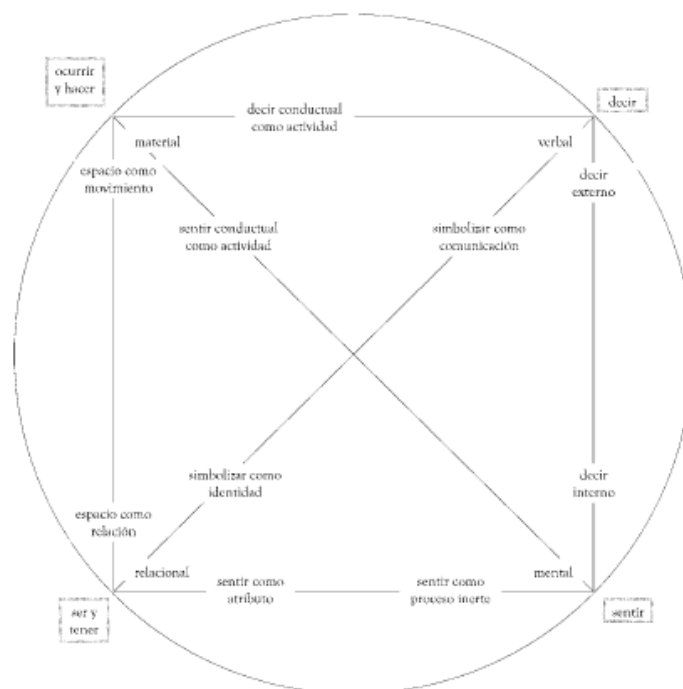 ocurrir
y hacer
decir
decir conductual
como actividad
material
verbal
espacio como
movimiento
decir
externo
sentir conductual
como actividad
simbolizar como
comunicación
simbolizar como
identidad
decir
interno
espacio como
relación
relacional
mental
sentir como
atributo
sentir como
proceso inerte
ser y
tener
sentir